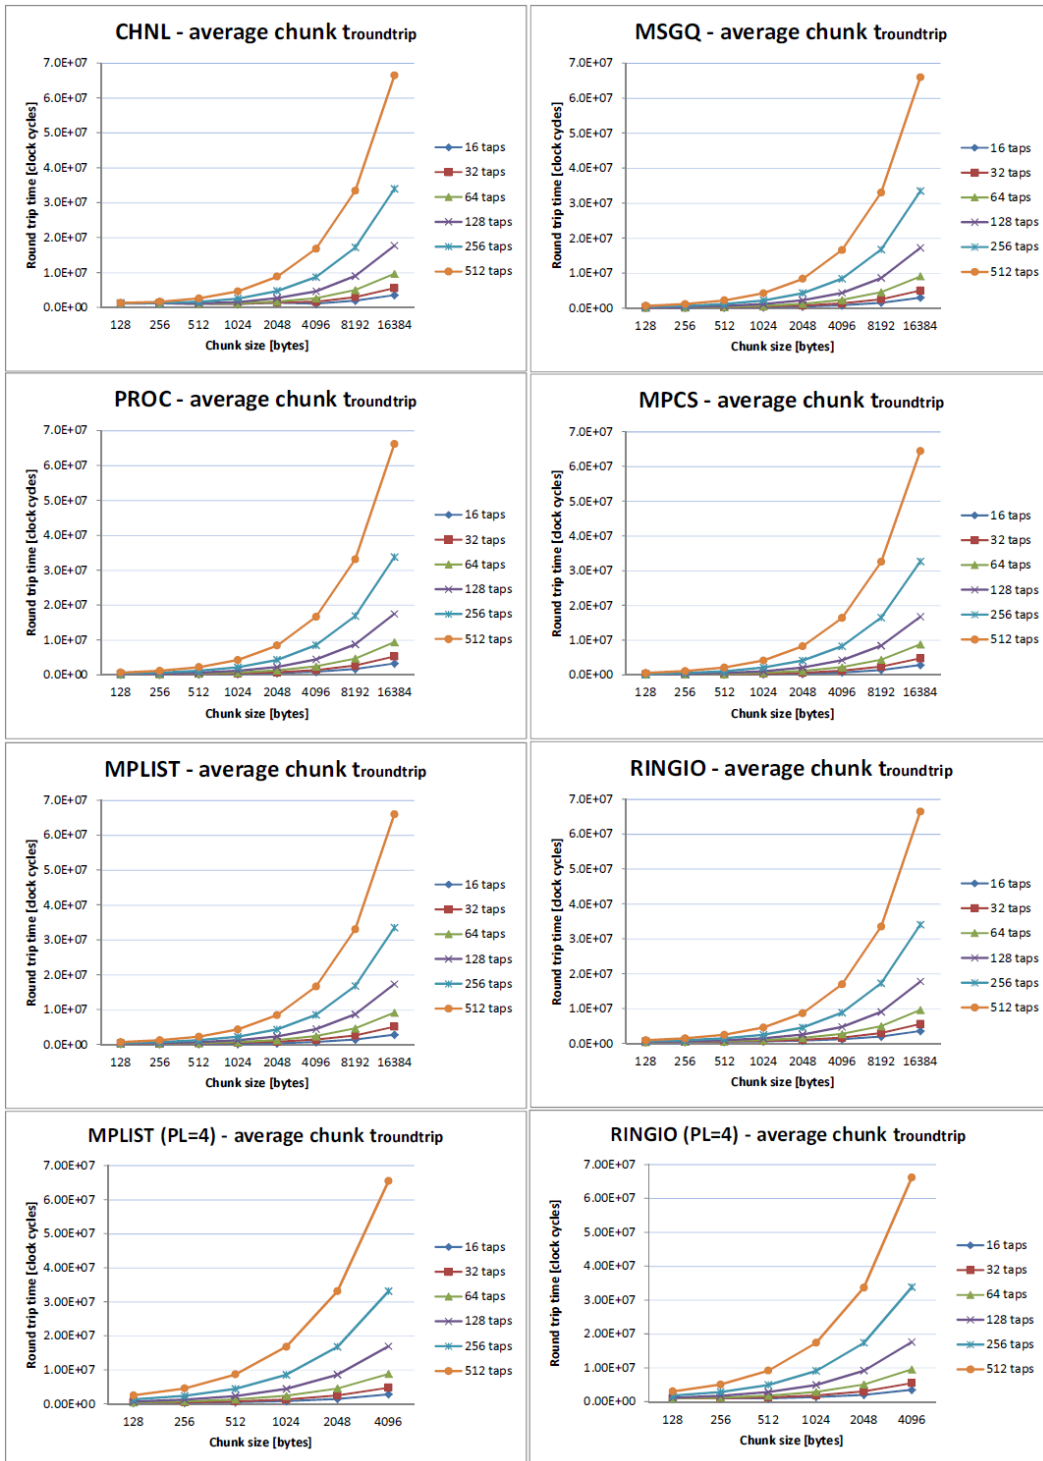 CHNL - average chunk troundtrip
7.0E+07
6.0E+07
5.0E+07
4.0E+07
3.0E+07
2.0E+07
1.0E+07
0.0E+00
Round trip time [clock cycles]
128 256 512 1024 2048 4096 8192 16384
Chunk size [bytes]
16 taps
32 taps
64 taps
128 taps
256 taps
512 taps
MSGQ - average chunk troundtrip
7.0E+07
6.0E+07
5.0E+07
4.0E+07
3.0E+07
2.0E+07
1.0E+07
0.0E+00
Round trip time [clock cycles]
128 256 512 1024 2048 4096 8192 16384
Chunk size [bytes]
16 taps
32 taps
64 taps
128 taps
256 taps
512 taps
PROC - average chunk troundtrip
7.0E+07
6.0E+07
5.0E+07
4.0E+07
3.0E+07
2.0E+07
1.0E+07
0.0E+00
Round trip time [clock cycles]
128 256 512 1024 2048 4096 8192 16384
Chunk size [bytes]
16 taps
32 taps
64 taps
128 taps
256 taps
512 taps
MPCS - average chunk troundtrip
7.0E+07
6.0E+07
5.0E+07
4.0E+07
3.0E+07
2.0E+07
1.0E+07
0.0E+00
Round trip time [clock cycles]
128 256 512 1024 2048 4096 8192 16384
Chunk size [bytes]
16 taps
32 taps
64 taps
128 taps
256 taps
512 taps
MPLIST - average chunk troundtrip
7.0E+07
6.0E+07
5.0E+07
4.0E+07
3.0E+07
2.0E+07
1.0E+07
0.0E+00
Round trip time [clock cycles]
128 256 512 1024 2048 4096 8192 16384
Chunk size [bytes]
16 taps
32 taps
64 taps
128 taps
256 taps
512 taps
RINGIO - average chunk troundtrip
7.0E+07
6.0E+07
5.0E+07
4.0E+07
3.0E+07
2.0E+07
1.0E+07
0.0E+00
Round trip time [clock cycles]
128 256 512 1024 2048 4096 8192 16384
Chunk size [bytes]
16 taps
32 taps
64 taps
128 taps
256 taps
512 taps
MPLIST (PL=4) - average chunk troundtrip
7.00E+07
6.00E+07
5.00E+07
4.00E+07
3.00E+07
2.00E+07
1.00E+07
0.00E+00
Round trip time [clock cycles]
128 256 512 1024 2048 4096
Chunk size [bytes]
16 taps
32 taps
64 taps
128 taps
256 taps
512 taps
RINGIO (PL=4) - average chunk troundtrip
7.00E+07
6.00E+07
5.00E+07
4.00E+07
3.00E+07
2.00E+07
1.00E+07
0.00E+00
Round trip time [clock cycles]
128 256 512 1024 2048 4096
Chunk size [bytes]
16 taps
32 taps
64 taps
128 taps
256 taps
512 taps